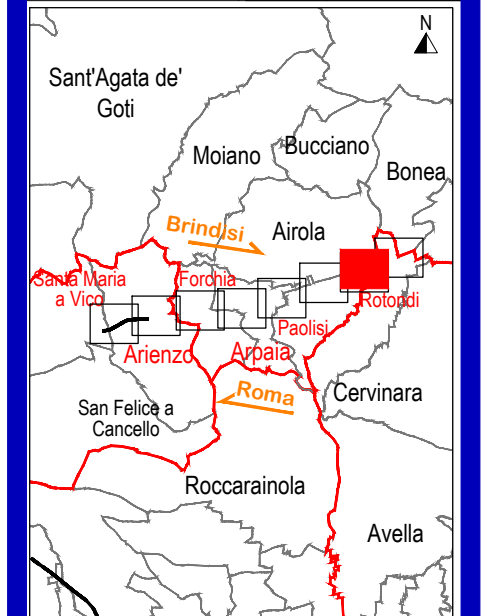 N
Sant'Agata de'
Goti
Bucciano
Moiano
Bonea
Brindisi
Airola
Santa Maria
a Vico
Forchia
Rotondi
Paolisi
Arienzo
Arpaia
Roma
Cervinara
San Felice a
Cancello
Roccarainola
Avella